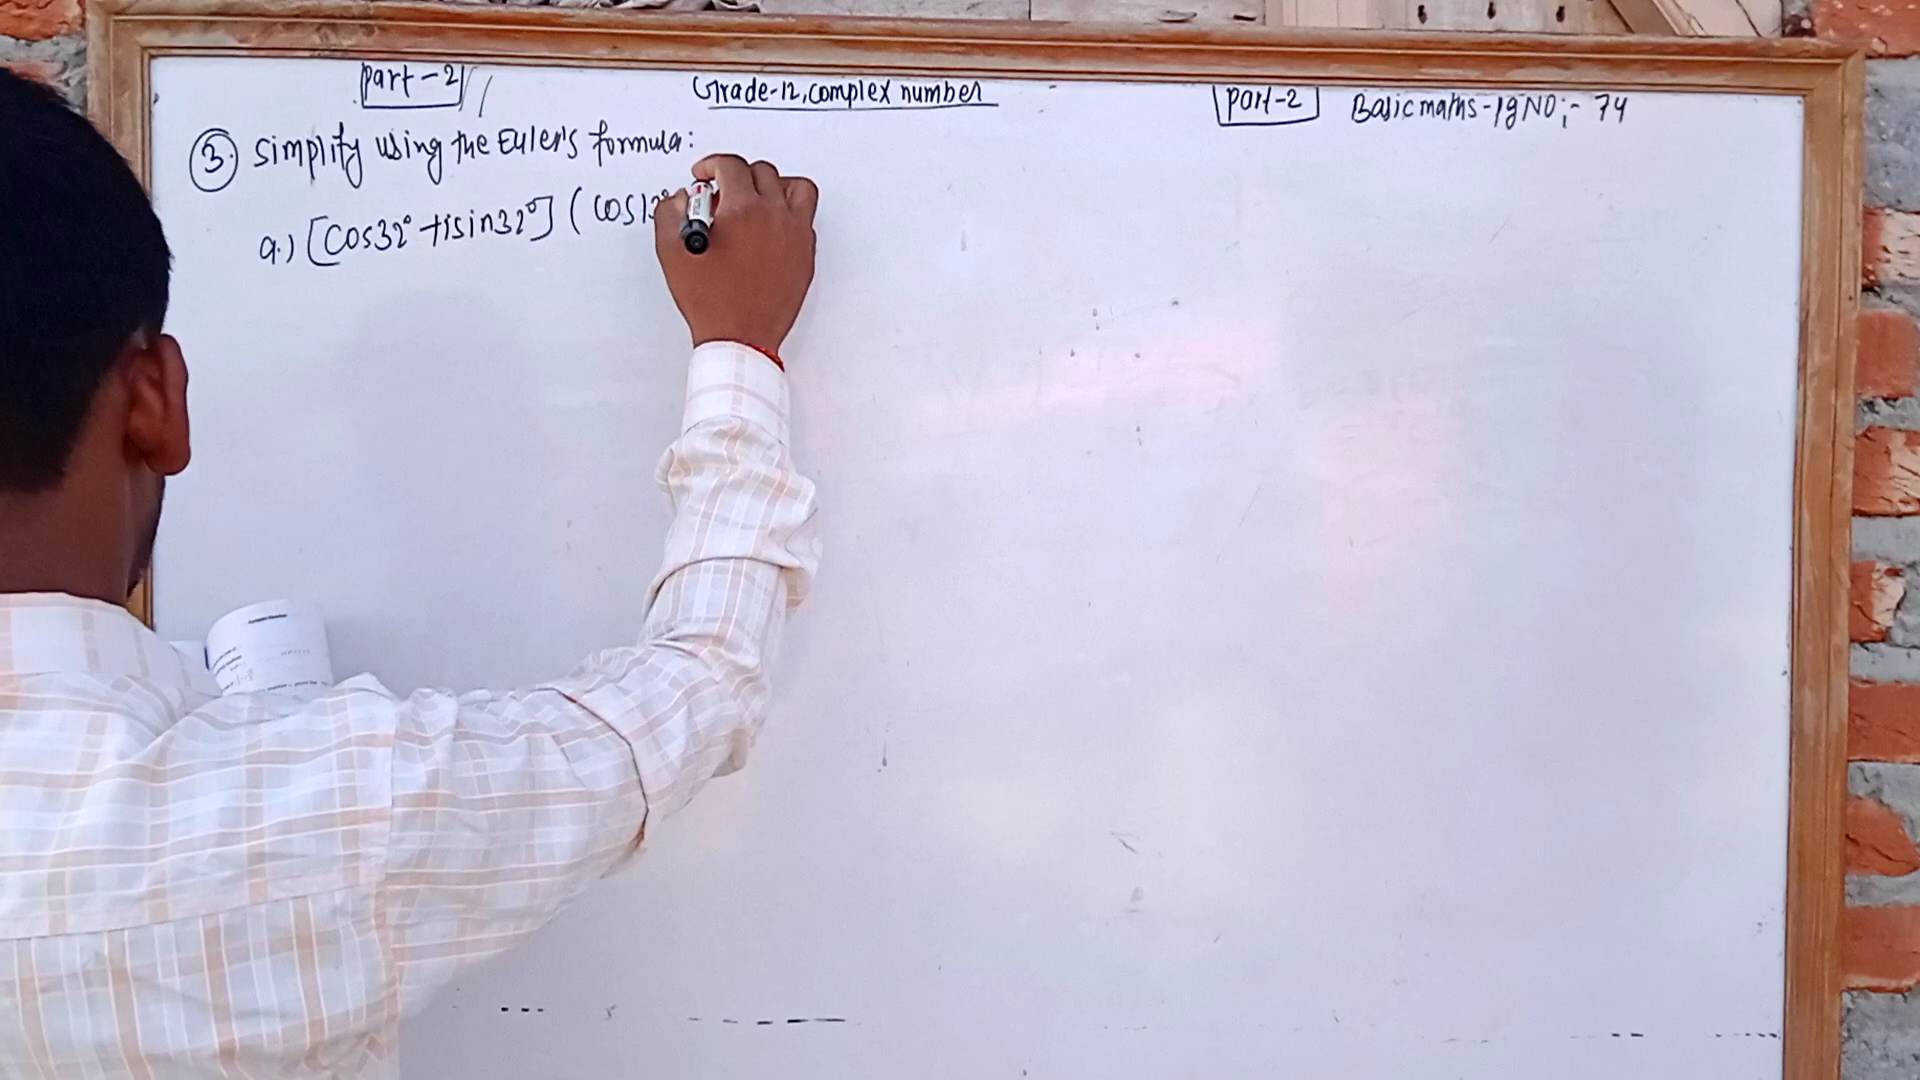 part-2
Grade-12, complex number
part-2 Basic maths-pg NO;- 74
3. simplify using the Euler's formula:
a.) [Cos32° +isin32°] (cos13°